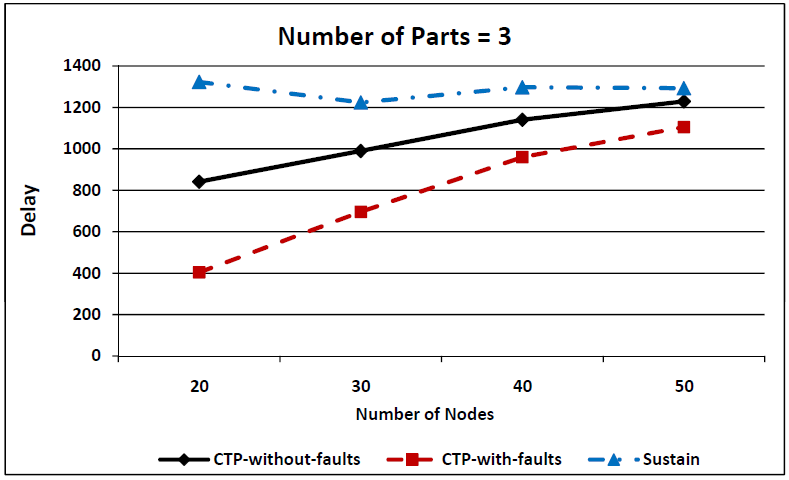 Number of Parts = 3
1400
1200
1000
800
600
400
200
0
Delay
20 30 40 50
Number of Nodes
CTP-without-faults CTP-with-faults Sustain